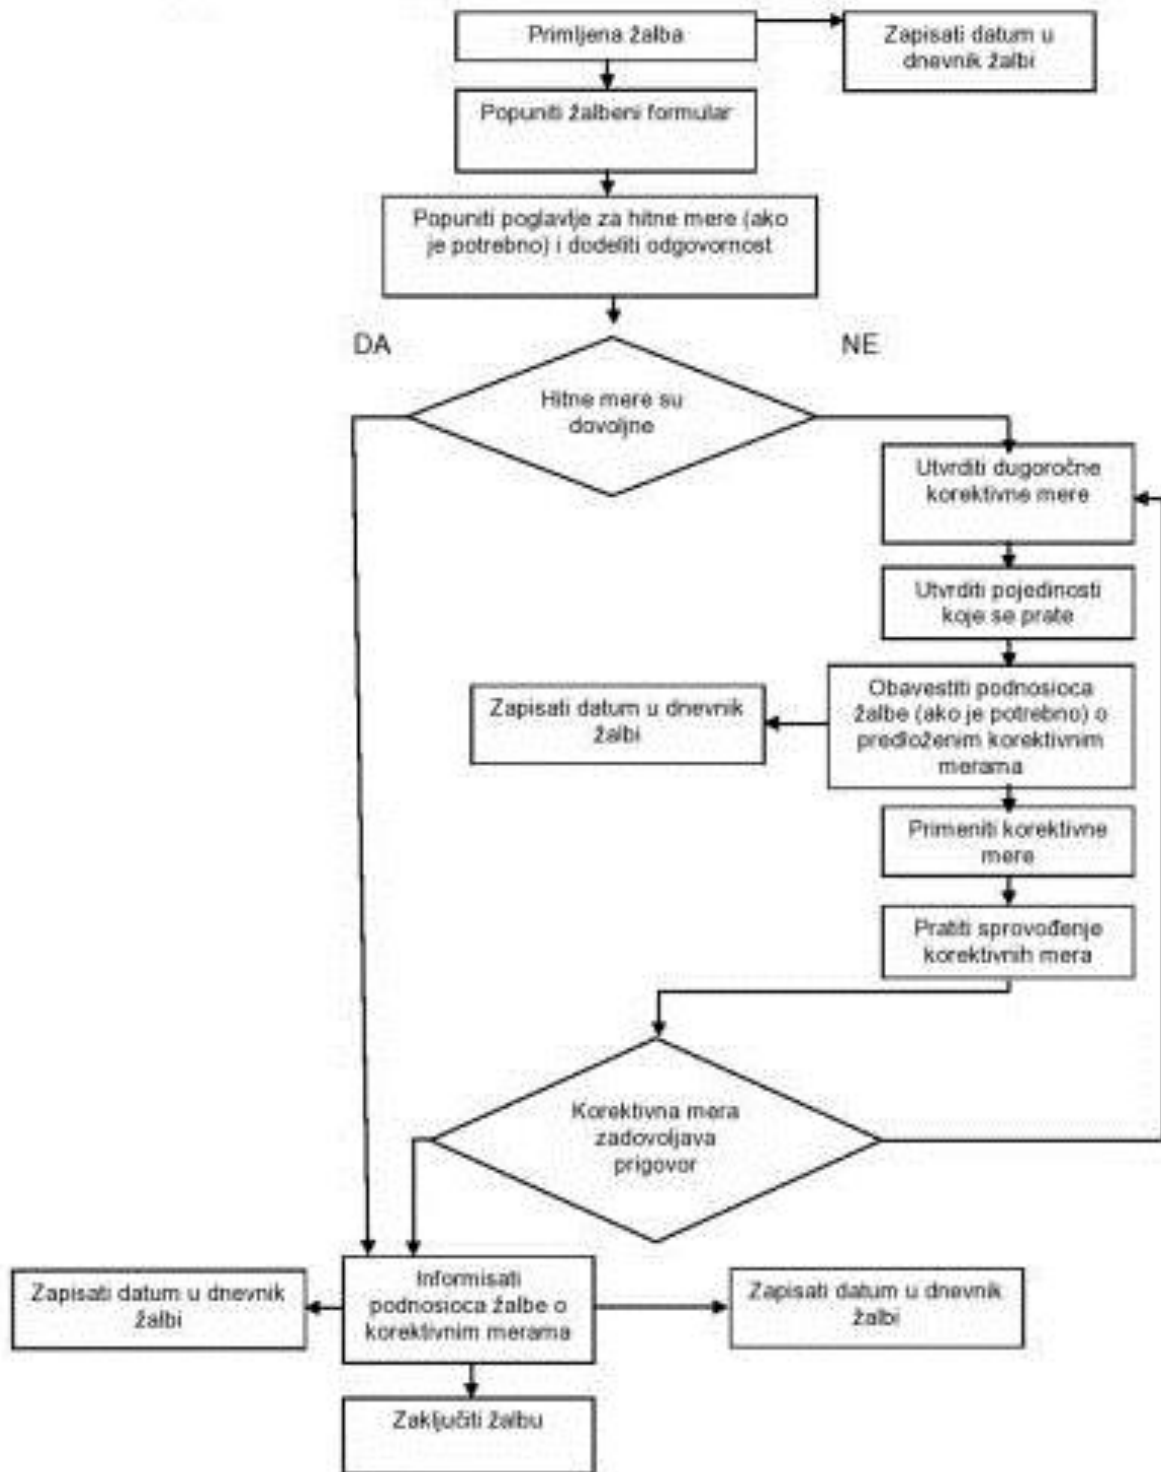 Primljena žalba
Zapisati datum u
dnevnik žalbi
Popuniti žalbeni formular
Popuniti poglavlje za hitne mere (ako
je potrebno) i dodeliti odgovornost
DA
NE
Hitne mere su
dovoljne
Utvrditi dugoročne
korektivne mere
Utvrditi pojedinosti
koje se prate
Obavestiti podnosioca
žalbe (ako je potrebno) o
predloženim korektivnim
merama
Zapisati datum u dnevnik
žalbi
Primeniti korektivne
mere
Pratiti sprovođenje
korektivnih mera
Korektivna mera
zadovoljava
prigovor
Zapisati datum u dnevnik
žalbi
Informisati
podnosioca žalbe o
korektivnim merama
Zapisati datum u dnevnik
žalbi
Zaključiti žalbu